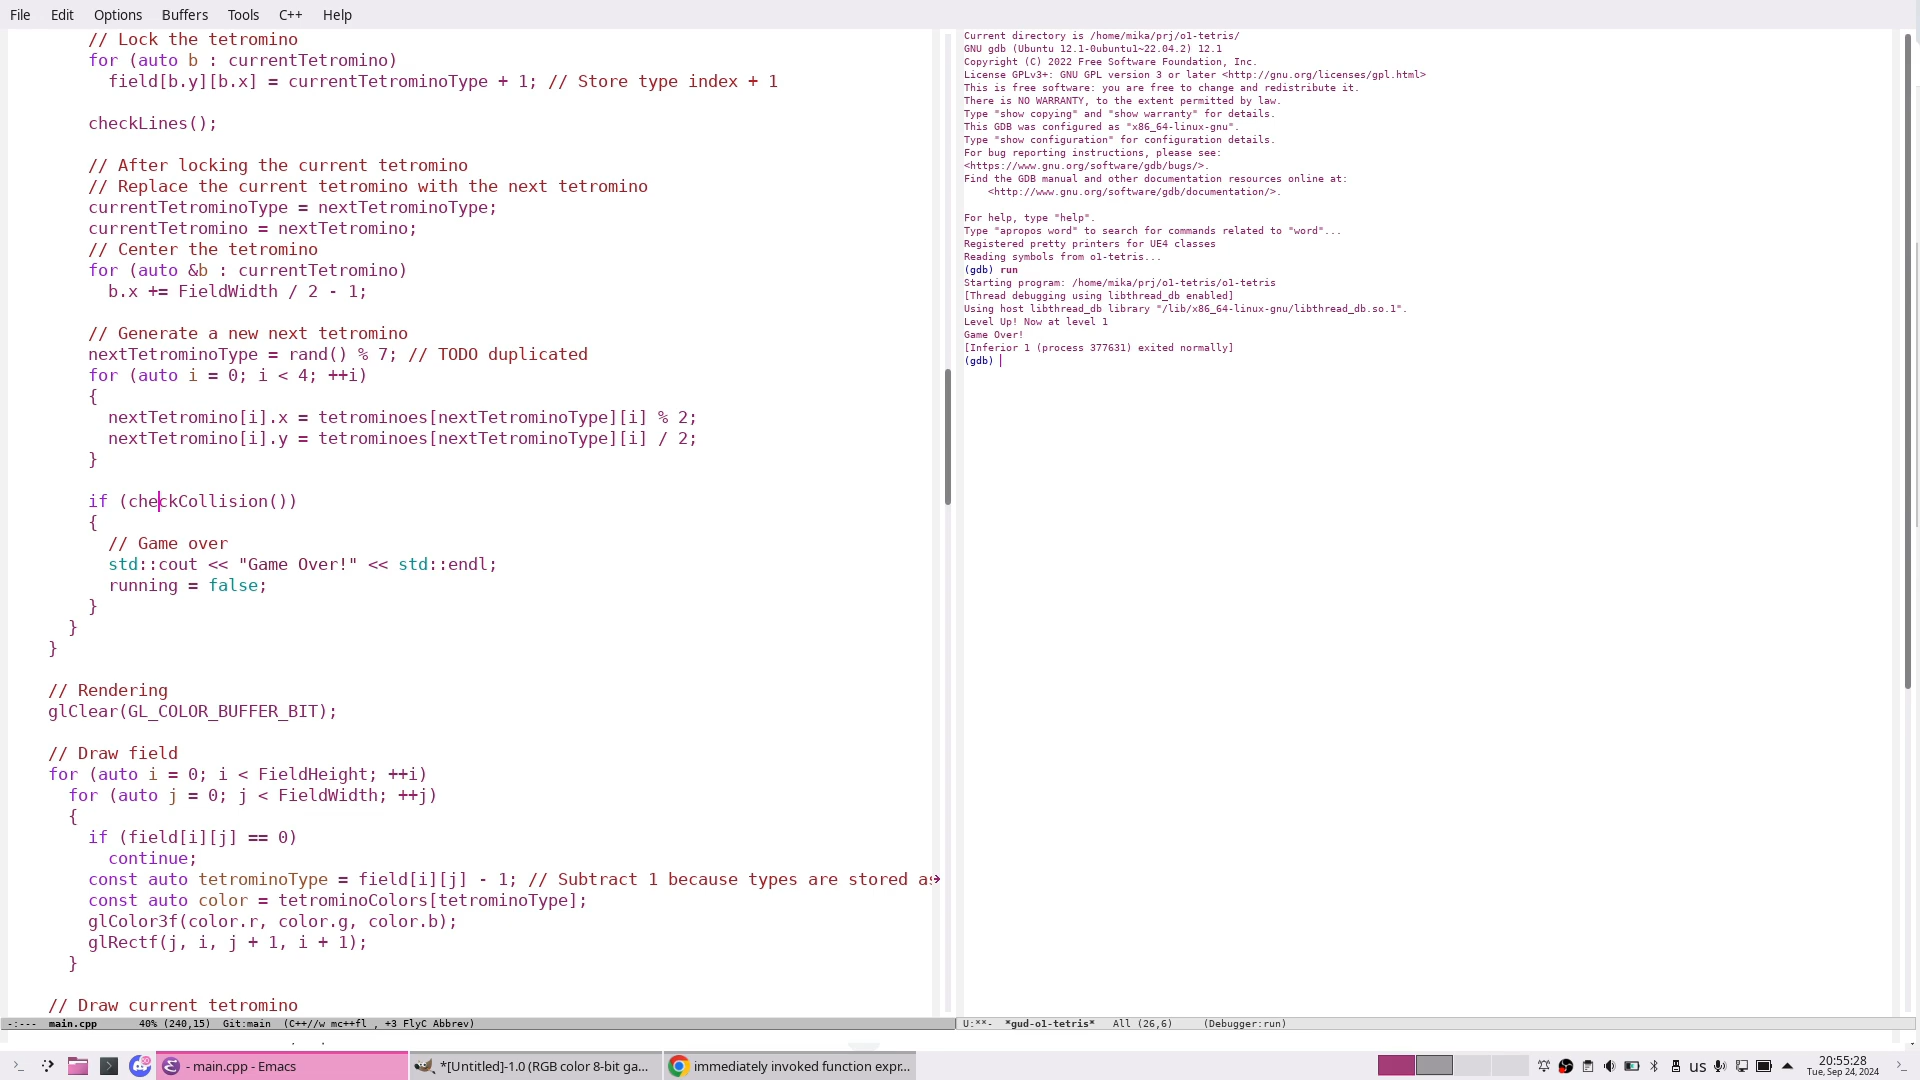 File Edit Options Buffers Tools C++ Help
// Lock the tetromino
for (auto b : currentTetromino)
field[b.y][b.x] = currentTetrominoType + 1; // Store type index + 1
checkLines();
// After locking the current tetromino
// Replace the current tetromino with the next tetromino
currentTetrominoType = nextTetrominoType;
currentTetromino = nextTetromino;
// Center the tetromino
for (auto &b : currentTetromino)
b.x += FieldWidth / 2 - 1;
// Generate a new next tetromino
nextTetrominoType = rand() % 7; // TODO duplicated
for (auto i = 0; i < 4; ++i)
{
nextTetromino[i].x = tetrominoes[nextTetrominoType][i] % 2;
nextTetromino[i].y = tetrominoes[nextTetrominoType][i] / 2;
}
if (checkCollision())
{
// Game over
std::cout << "Game Over!" << std::endl;
running = false;
}
}
}
// Rendering
glClear(GL_COLOR_BUFFER_BIT);
// Draw field
for (auto i = 0; i < FieldHeight; ++i)
for (auto j = 0; j < FieldWidth; ++j)
{
if (field[i][j] == 0)
continue;
const auto tetrominoType = field[i][j] - 1; // Subtract 1 because types are stored as
const auto color = tetrominoColors[tetrominoType];
glColor3f(color.r, color.g, color.b);
glRectf(j, i, j + 1, i + 1);
}
// Draw current tetromino
-:--- main.cpp 40% (240,15) Git:main (C++//w mc++fl , +3 FlyC Abbrev)
Current directory is /home/mika/prj/o1-tetris/
GNU gdb (Ubuntu 12.1-0ubuntu1~22.04.2) 12.1
Copyright (C) 2022 Free Software Foundation, Inc.
License GPLv3+: GNU GPL version 3 or later <http://gnu.org/licenses/gpl.html>
This is free software: you are free to change and redistribute it.
There is NO WARRANTY, to the extent permitted by law.
Type "show copying" and "show warranty" for details.
This GDB was configured as "x86_64-linux-gnu".
Type "show configuration" for configuration details.
For bug reporting instructions, please see:
<https://www.gnu.org/software/gdb/bugs/>.
Find the GDB manual and other documentation resources online at:
<http://www.gnu.org/software/gdb/documentation/>.
For help, type "help".
Type "apropos word" to search for commands related to "word"...
Registered pretty printers for UE4 classes
Reading symbols from o1-tetris...
(gdb) run
Starting program: /home/mika/prj/o1-tetris/o1-tetris
[Thread debugging using libthread_db enabled]
Using host libthread_db library "/lib/x86_64-linux-gnu/libthread_db.so.1".
Level Up! Now at level 1
Game Over!
[Inferior 1 (process 377631) exited normally]
(gdb)
U:**- *gud-o1-tetris* All (26,6) (Debugger:run)
- main.cpp - Emacs
*[Untitled]-1.0 (RGB color 8-bit ga...
immediately invoked function expr...
us
20:55:28
Tue, Sep 24, 2024